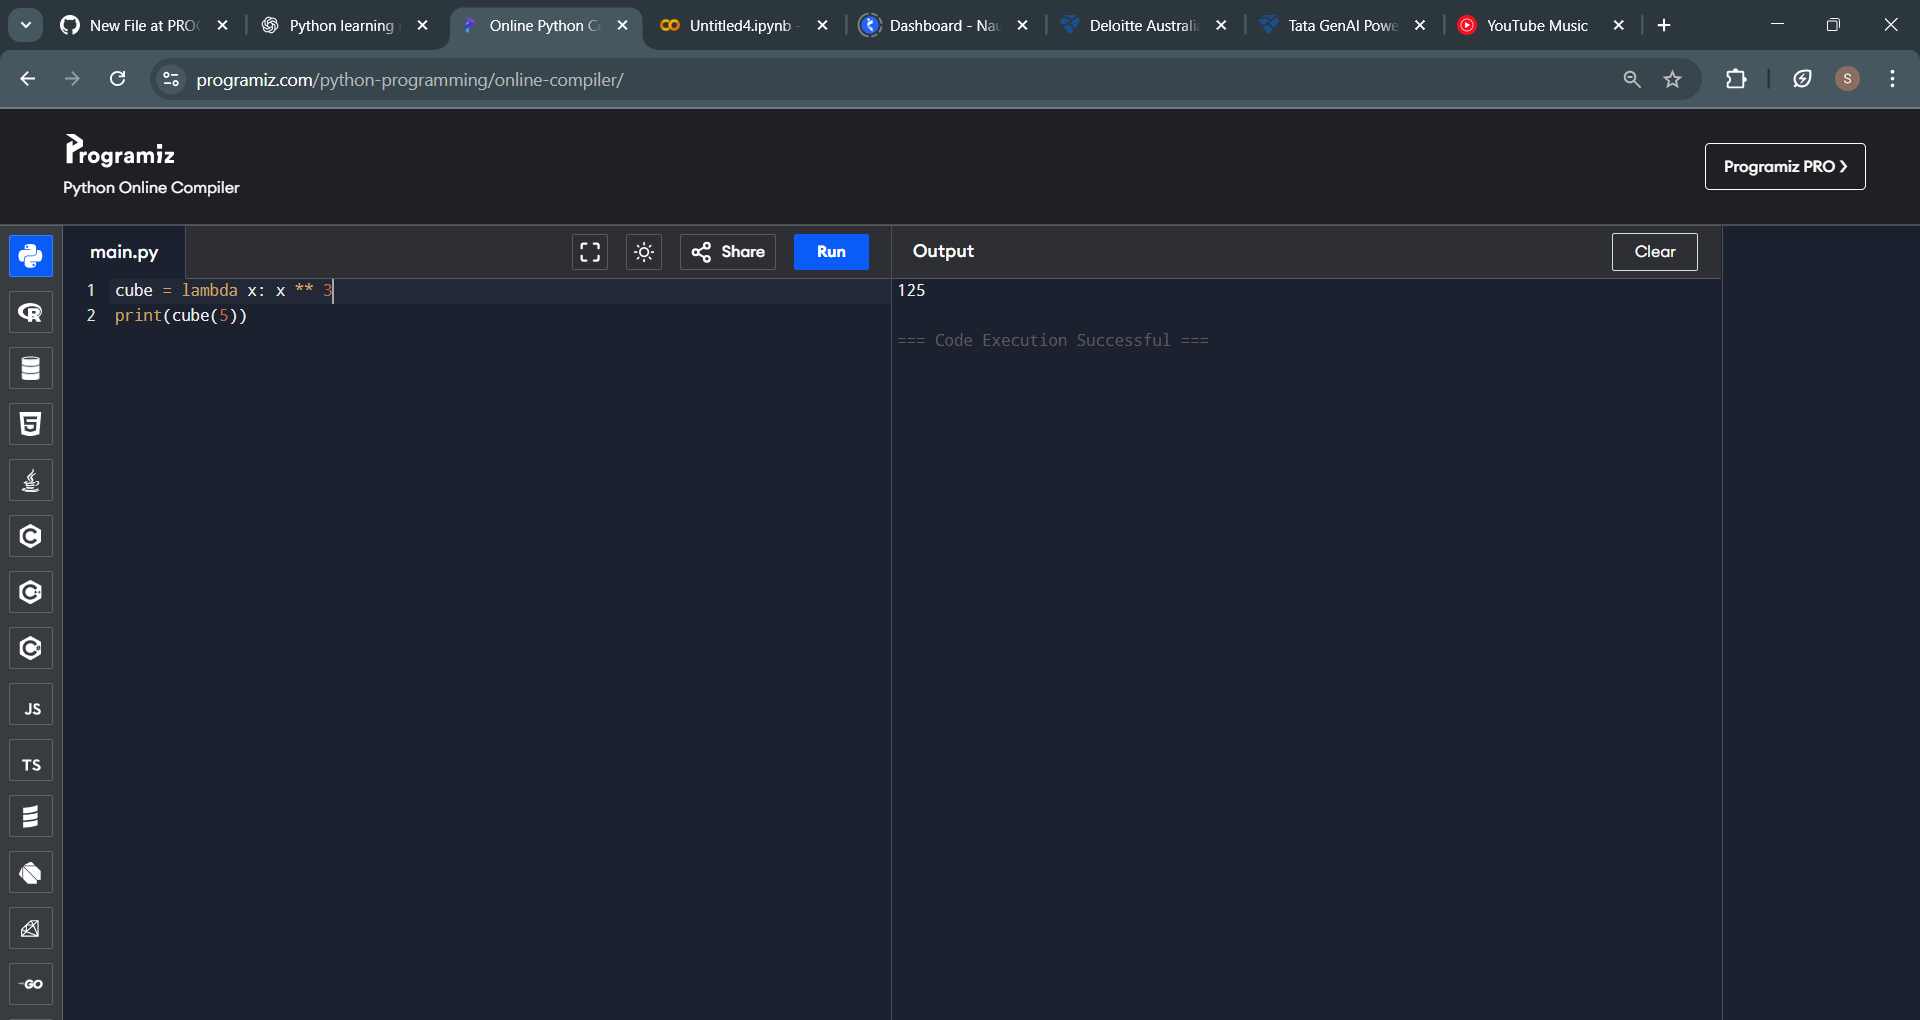 New File at PRO
Python learning
Online Python C
Untitled4.ipynb
Dashboard - Nau
Deloitte Australi
Tata GenAI Powe
YouTube Music
programiz.com/python-programming/online-compiler/
S
Programiz
Python Online Compiler
Programiz PRO
main.py
Share
Run
Output
Clear
1 cube = lambda x: x ** 3
2 print(cube(5))
125
=== Code Execution Successful ===
JS
TS
GO